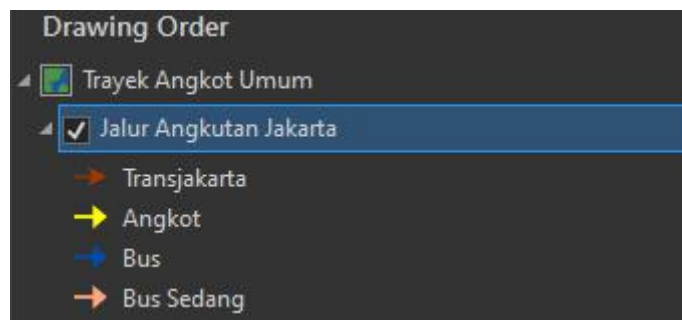 Drawing Order
Trayek Angkot Umum
Jalur Angkutan Jakarta
Transjakarta
Angkot
Bus
Bus Sedang